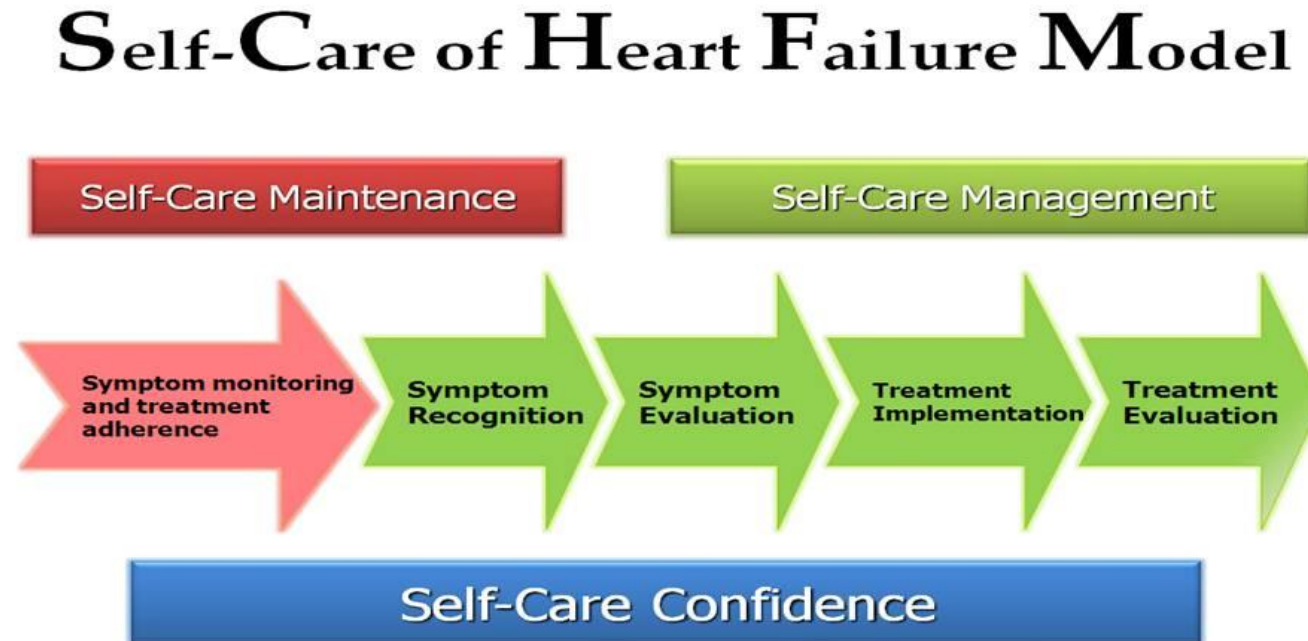 Self-Care of Heart Failure Model
Self-Care Maintenance
Self-Care Management
Symptom monitoring
and treatment
adherence
Symptom
Recognition
Symptom
Evaluation
Treatment
Implementation
Treatment
Evaluation
Self-Care Confidence